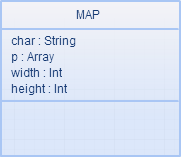 MAP
char : String
p : Array
width : Int
height : Int